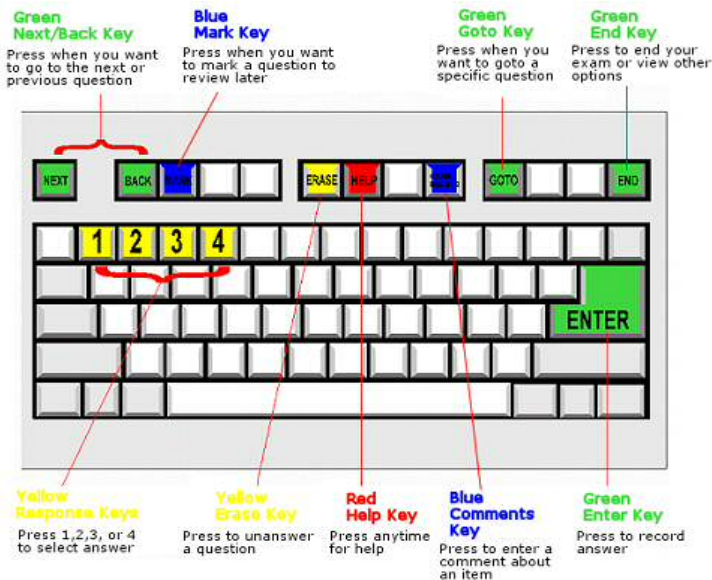 Green
Next/Back Key
Press when you want
to go to the next or
previous question
Blue
Mark Key
Press when you want
to mark a question to
review later
Green
Goto Key
Press when you
want to goto a
specific question
Green
End Key
Press to end your
exam or view other
options
NEXT
BACK
ERASE
HELP
GOTO
END
1
2
3
4
ENTER
Yellow
Response Keys
Press 1,2,3, or 4
to select answer
Yellow
Erase Key
Press to unanswer
a question
Red
Help Key
Press anytime
for help
Blue
Comments
Key
Press to enter a
comment about
an item
Green
Enter Key
Press to record
answer